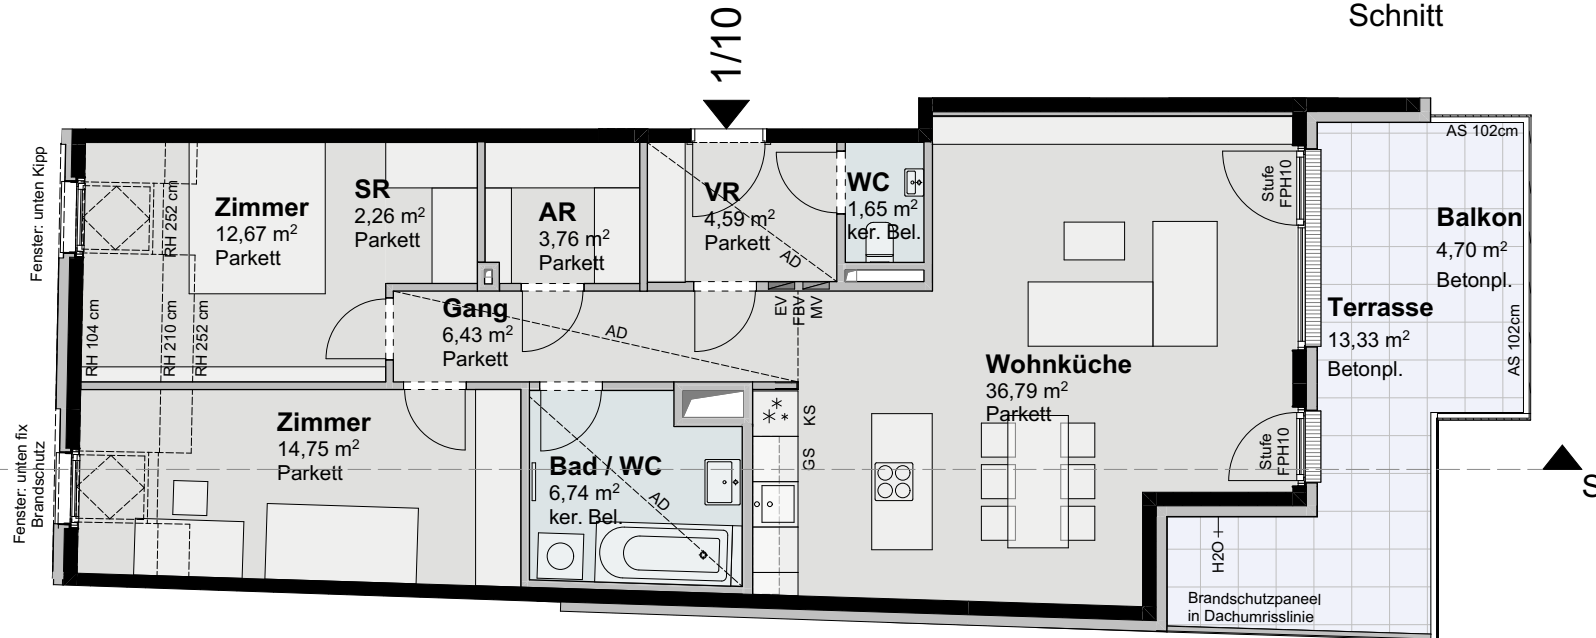 Schnitt
1/10
AS 102cm
Fenster: unten Kipp
RH 252 cm
Zimmer
12,67 m²
Parkett
SR
2,26 m²
Parkett
AR
3,76 m²
Parkett
VR
4,59 m²
Parkett
AD
WC
1,65 m²
ker. Bel.
Stufe
FPH10
Balkon
4,70 m²
Betonpl.
RH 104 cm
RH 210 cm
RH 252 cm
Gang
6,43 m²
Parkett
AD
EV
FBV
MV
Wohnküche
36,79 m²
Parkett
Terrasse
13,33 m²
Betonpl.
AS 102cm
Fenster: unten fix
Brandschutz
Zimmer
14,75 m²
Parkett
Bad / WC
6,74 m²
ker. Bel.
AD
KS
GS
Stufe
FPH10
S
H2O
Brandschutzpaneel
in Dachumrisslinie